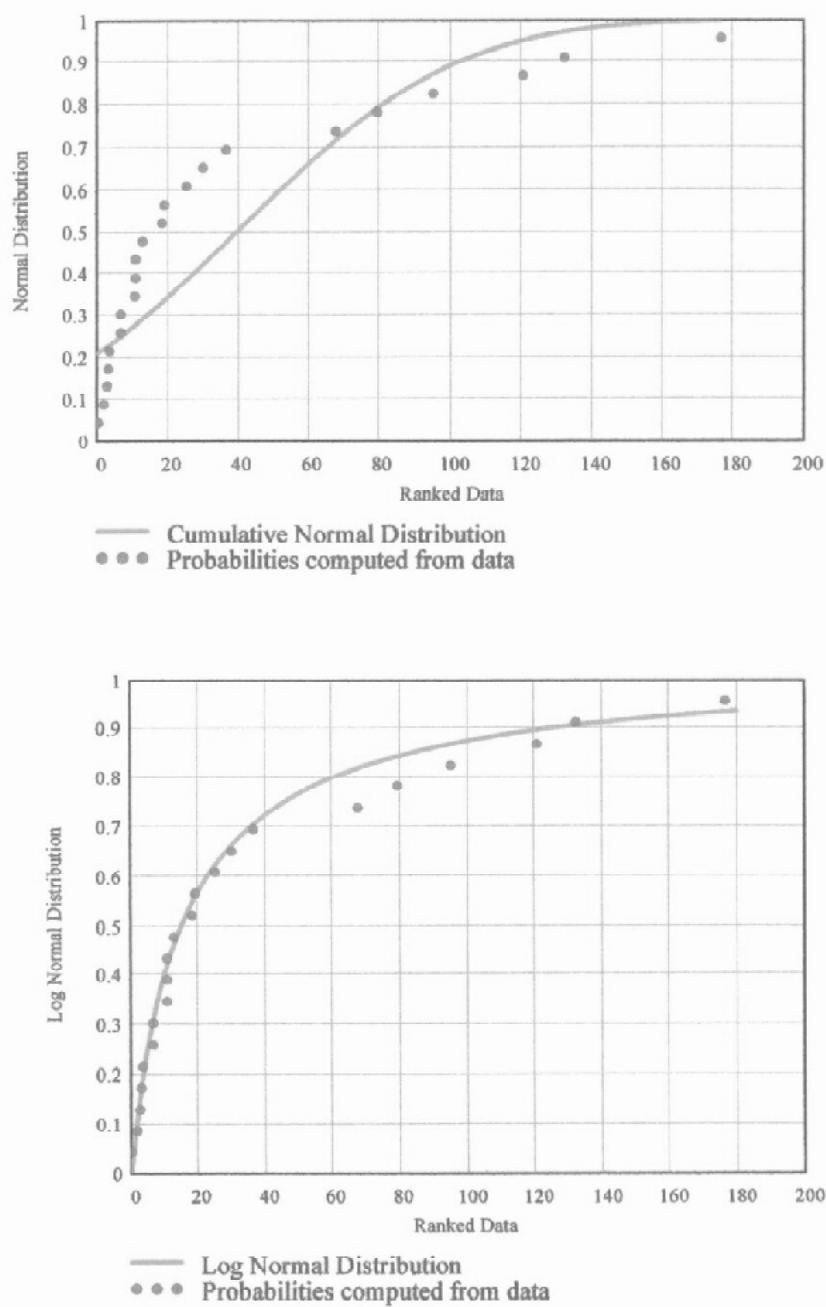 1
0.9
0.8
0.7
0.6
0.5
0.4
0.3
0.2
0.1
0
Normal Distribution
0 20 40 60 80 100 120 140 160 180 200
Ranked Data
Cumulative Normal Distribution
Probabilities computed from data
1
0.9
0.8
0.7
0.6
0.5
0.4
0.3
0.2
0.1
0
Log Normal Distribution
0 20 40 60 80 100 120 140 160 180 200
Ranked Data
Log Normal Distribution
Probabilities computed from data